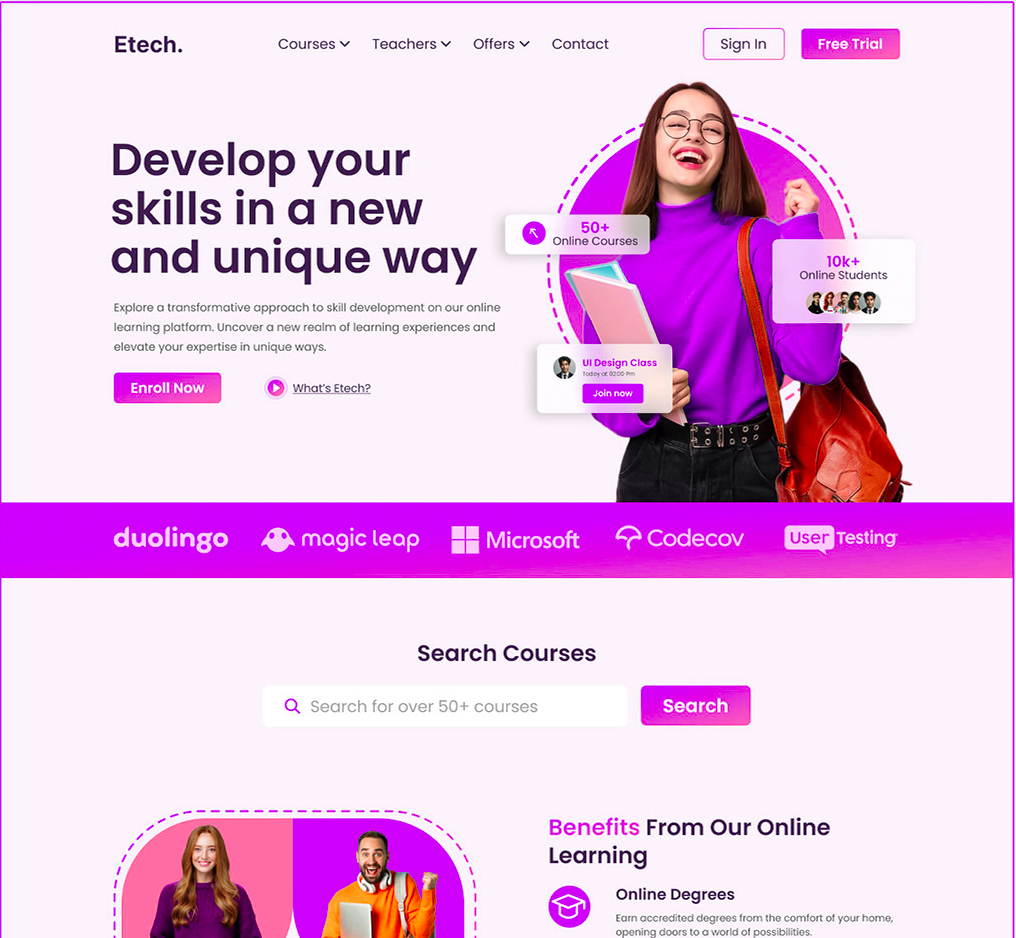 Etech.
Courses Teachers Offers Contact
Sign In
Free Trial
Develop your
skills in a new
and unique way
Explore a transformative approach to skill development on our online
learning platform. Uncover a new realm of learning experiences and
elevate your expertise in unique ways.
Enroll Now
What's Etech?
50+
Online Courses
10k+
Online Students
UI Design Class
Today at 02:00 Pm
Join now
duolingo
magic leap
Microsoft
Codecov
UserTesting
Search Courses
Search for over 50+ courses
Search
Benefits From Our Online
Learning
Online Degrees
Earn accredited degrees from the comfort of your home,
opening doors to a world of possibilities.